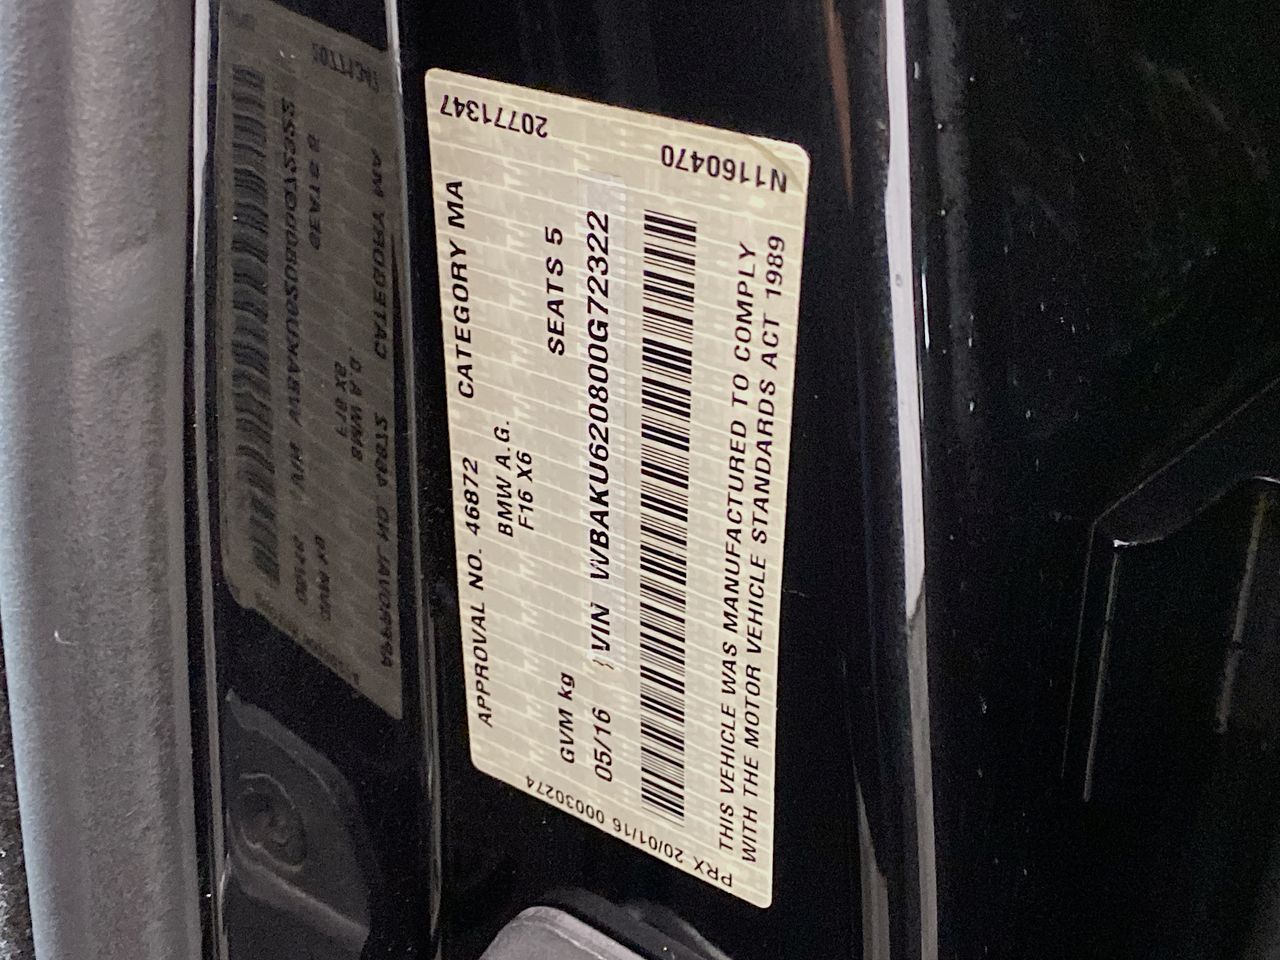 20771347
N1160470
APPROVAL NO. 46872 CATEGORY MA
BMW A.G.
F16 X6
GVM kg SEATS 5
05/16 VIN WBAKU620800G72322
THIS VEHICLE WAS MANUFACTURED TO COMPLY
WITH THE MOTOR VEHICLE STANDARDS ACT 1989
PRX 20/01/16 00030274